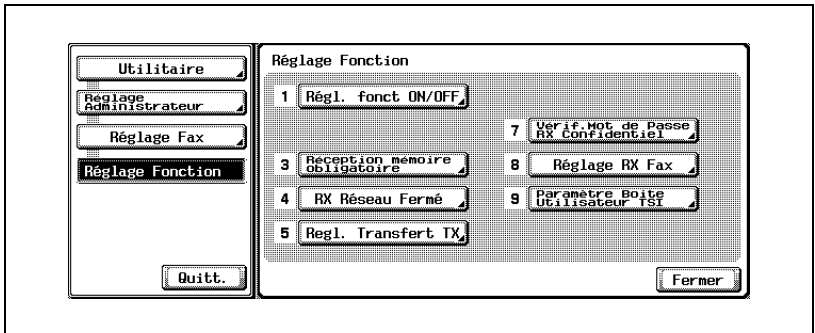 Utilitaire
Réglage
Administrateur
Réglage Fax
Réglage Fonction
Quitt.
Réglage Fonction
1 Régl. fonct ON/OFF
7 Vérif.Mot de Passe
RX Confidentiel
3 Réception mémoire
obligatoire
8 Réglage RX Fax
4 RX Réseau Fermé
9 Paramètre Boite
Utilisateur TSI
5 Regl. Transfert TX
Fermer